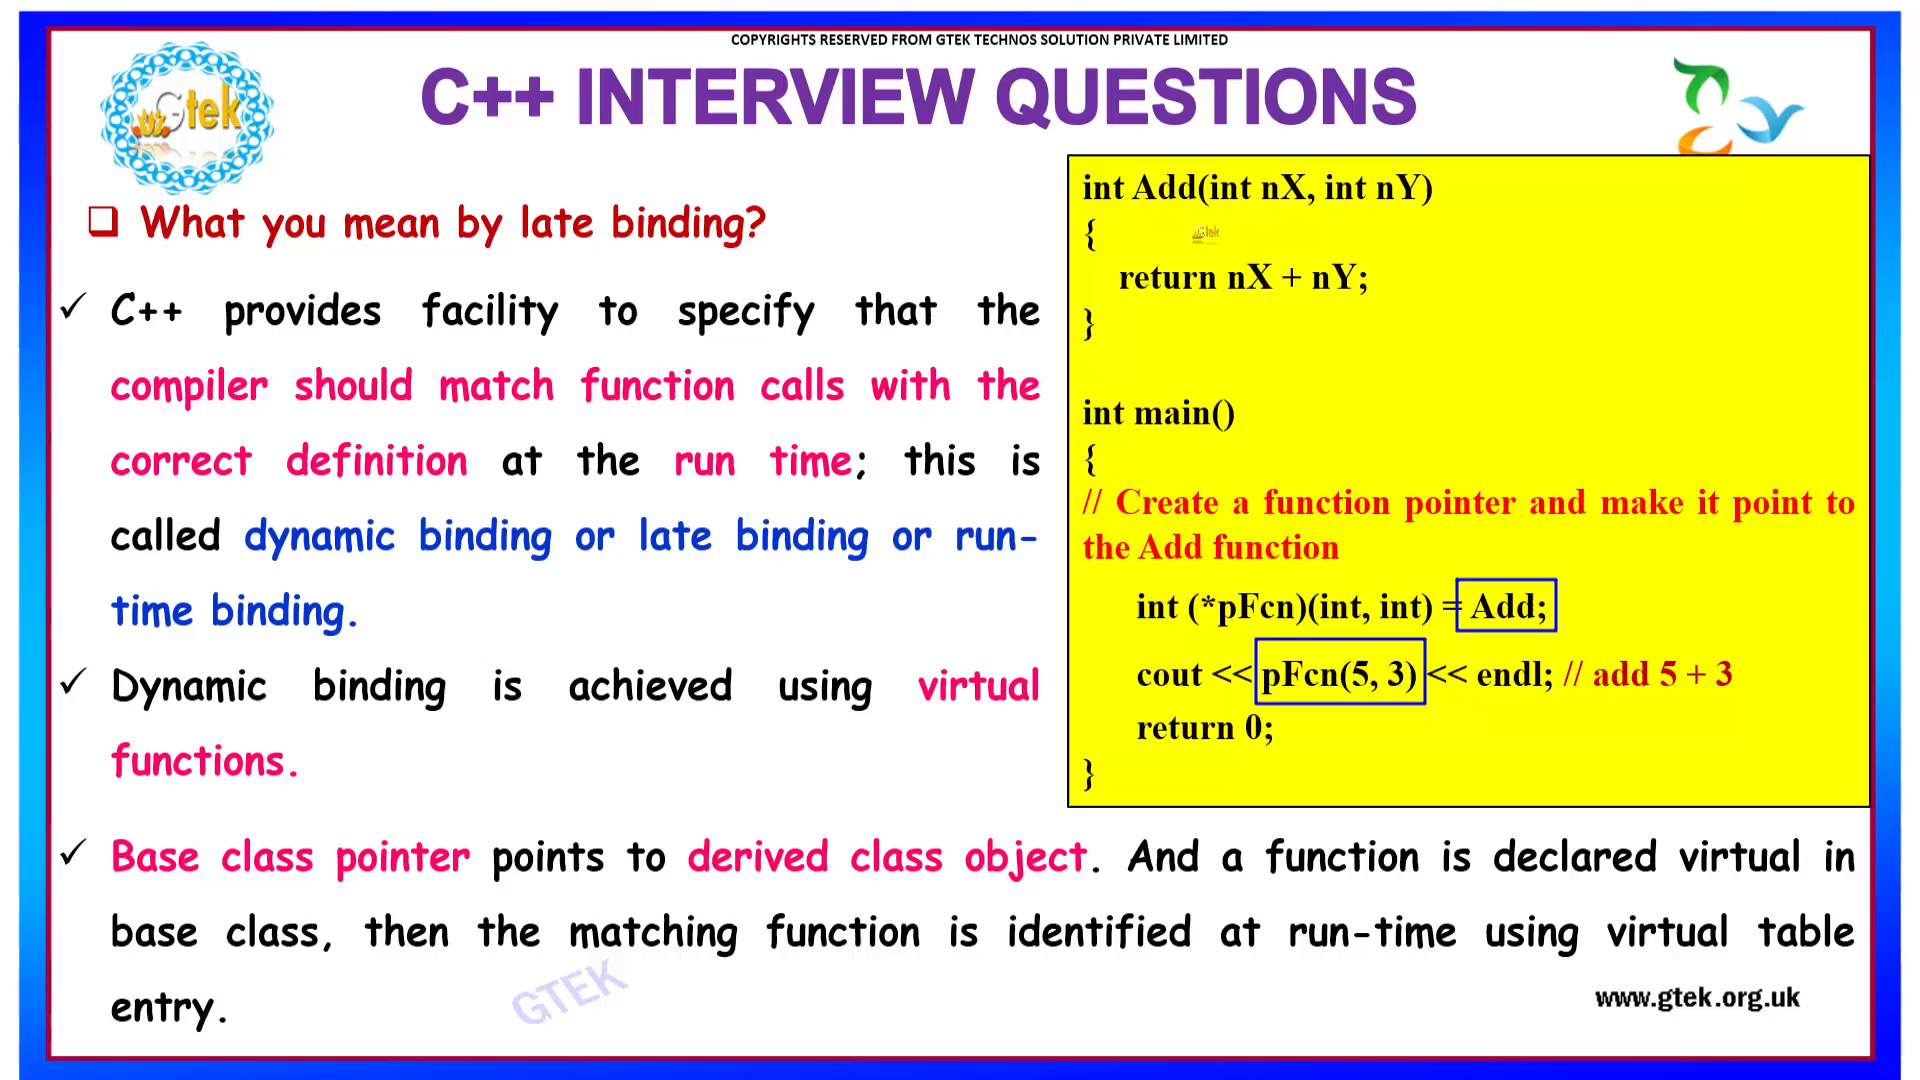 COPYRIGHTS RESERVED FROM GTEK TECHNOS SOLUTION PRIVATE LIMITED
Gtek
C++ INTERVIEW QUESTIONS
What you mean by late binding?
C++ provides facility to specify that the
compiler should match function calls with the
correct definition at the run time; this is
called dynamic binding or late binding or run-
time binding.
Dynamic binding is achieved using virtual
functions.
Base class pointer points to derived class object. And a function is declared virtual in
base class, then the matching function is identified at run-time using virtual table
entry.
int Add(int nX, int nY)
{
Gtek
return nX + nY;
}
int main()
{
// Create a function pointer and make it point to
the Add function
int (*pFcn)(int, int) = Add;
cout << pFcn(5, 3) << endl; // add 5 + 3
return 0;
}
GTEK
www.gtek.org.uk